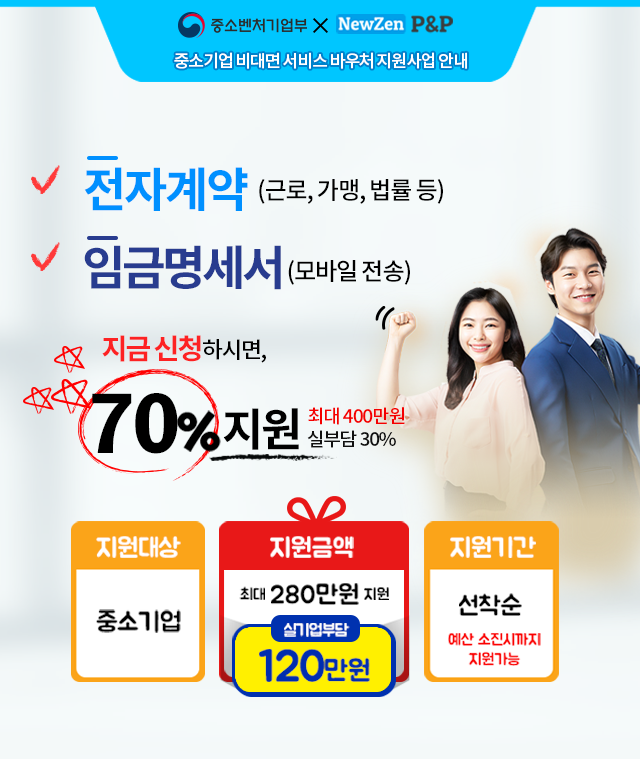 중소벤처기업부 X NewZen P&P
중소기업 비대면 서비스 바우처 지원사업 안내
전자계약 (근로, 가맹, 법률 등)
임금명세서 (모바일 전송)
지금 신청하시면,
70% 지원
최대 400만원
실부담 30%
지원대상
중소기업
지원금액
최대 280만원 지원
실기업부담
120만원
지원기간
선착순
예산 소진시까지
지원가능